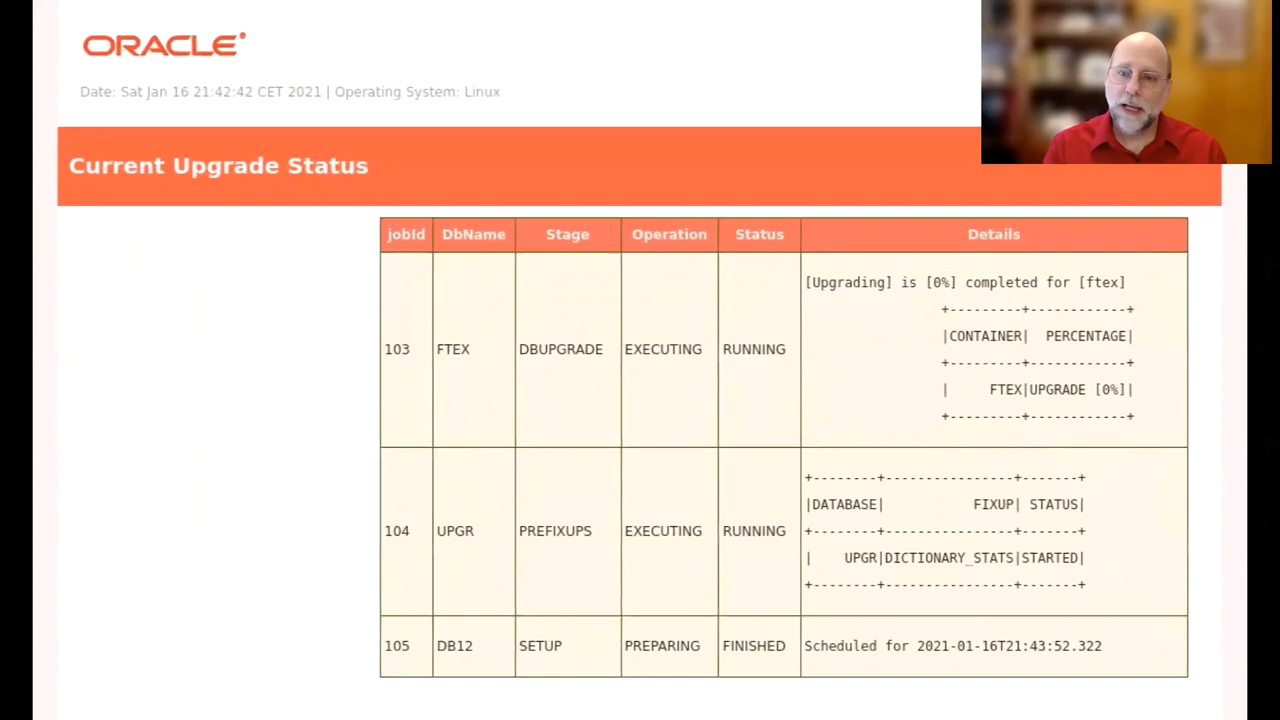 ORACLE
Date: Sat Jan 16 21:42:42 CET 2021 | Operating System: Linux
Current Upgrade Status
jobId DbName Stage Operation Status Details
103 FTEX DBUPGRADE EXECUTING RUNNING
[Upgrading] is [0%] completed for [ftex]
+---------+------------+
|CONTAINER|  PERCENTAGE|
+---------+------------+
|     FTEX|UPGRADE [0%]|
+---------+------------+
104 UPGR PREFIXUPS EXECUTING RUNNING
+--------+----------------+-------+
|DATABASE|           FIXUP| STATUS|
+--------+----------------+-------+
|    UPGR|DICTIONARY_STATS|STARTED|
+--------+----------------+-------+
105 DB12 SETUP PREPARING FINISHED Scheduled for 2021-01-16T21:43:52.322